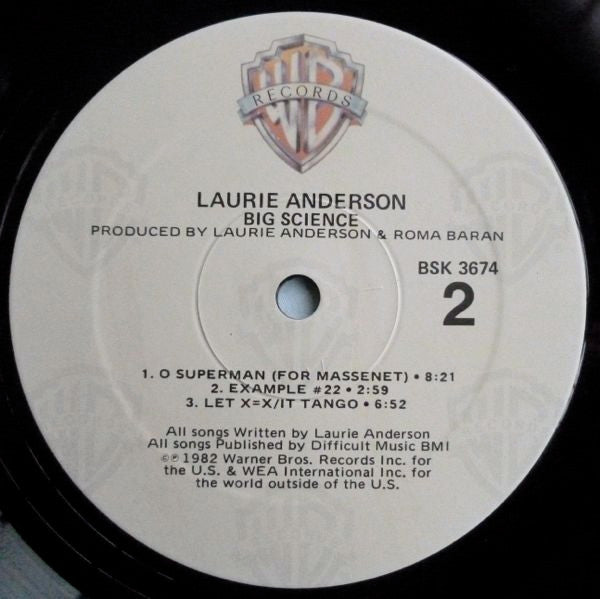 RECORDS
LAURIE ANDERSON
BIG SCIENCE
PRODUCED BY LAURIE ANDERSON & ROMA BARAN
BSK 3674
2
1. O SUPERMAN (FOR MASSENET) • 8:21
2. EXAMPLE #22 • 2:59
3. LET X=X/IT TANGO • 6:52
All songs Written by Laurie Anderson
All songs Published by Difficult Music BMI
©℗ 1982 Warner Bros. Records Inc. for
the U.S. & WEA International Inc. for
the world outside of the U.S.